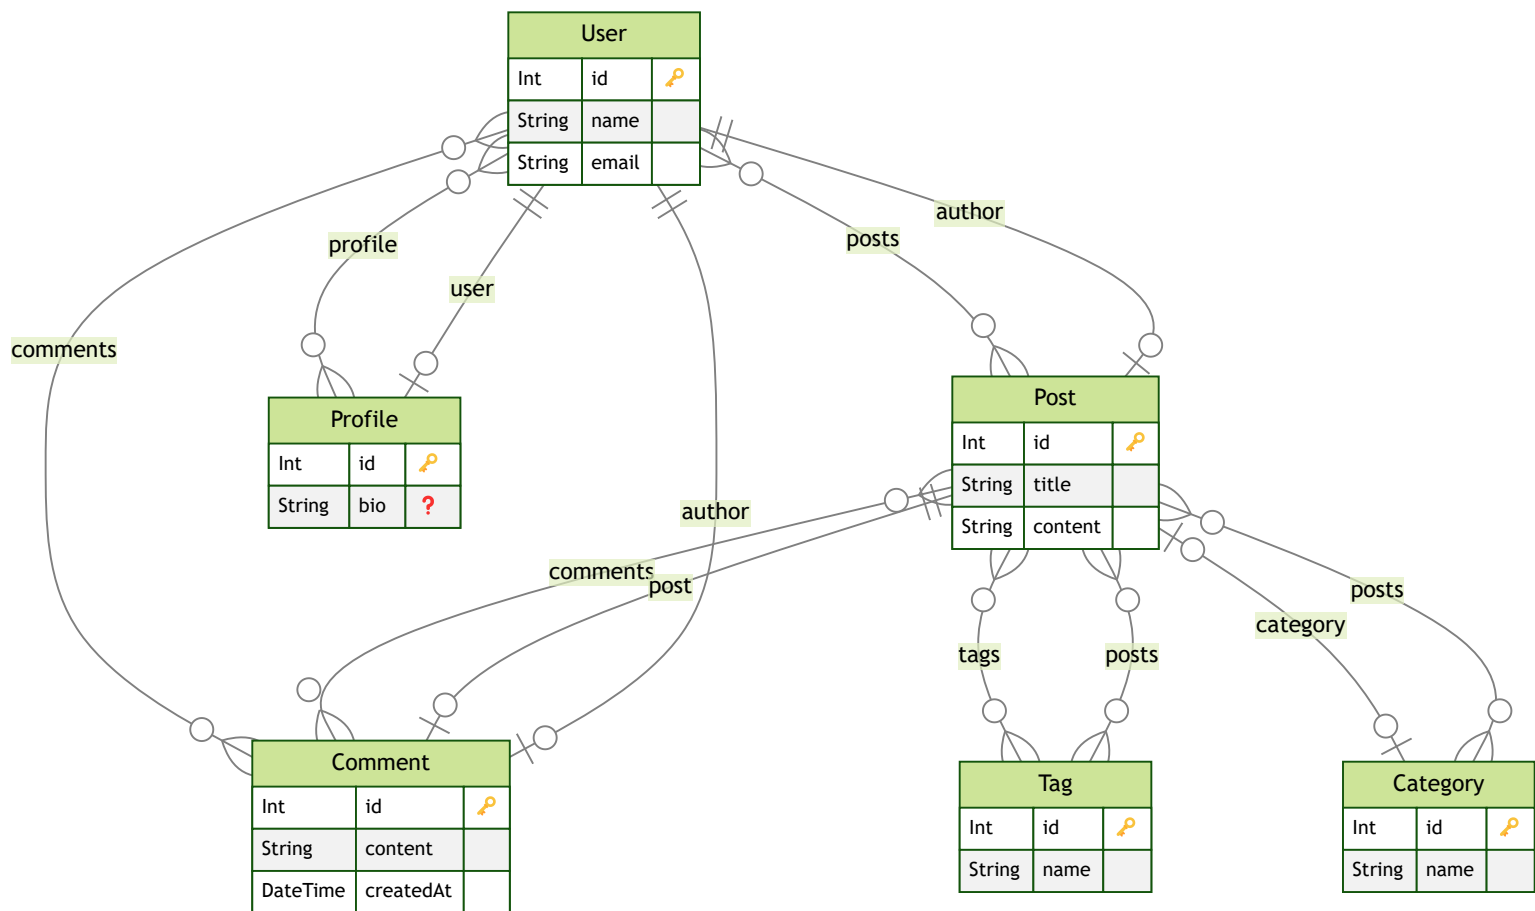 User
Int id 🔑
String name
String email
author
posts
profile
user
comments
Post
Int id 🔑
String title
String content
Profile
Int id 🔑
String bio ❓
author
comments
post
posts
category
tags
posts
Comment
Int id 🔑
String content
DateTime createdAt
Tag
Int id 🔑
String name
Category
Int id 🔑
String name